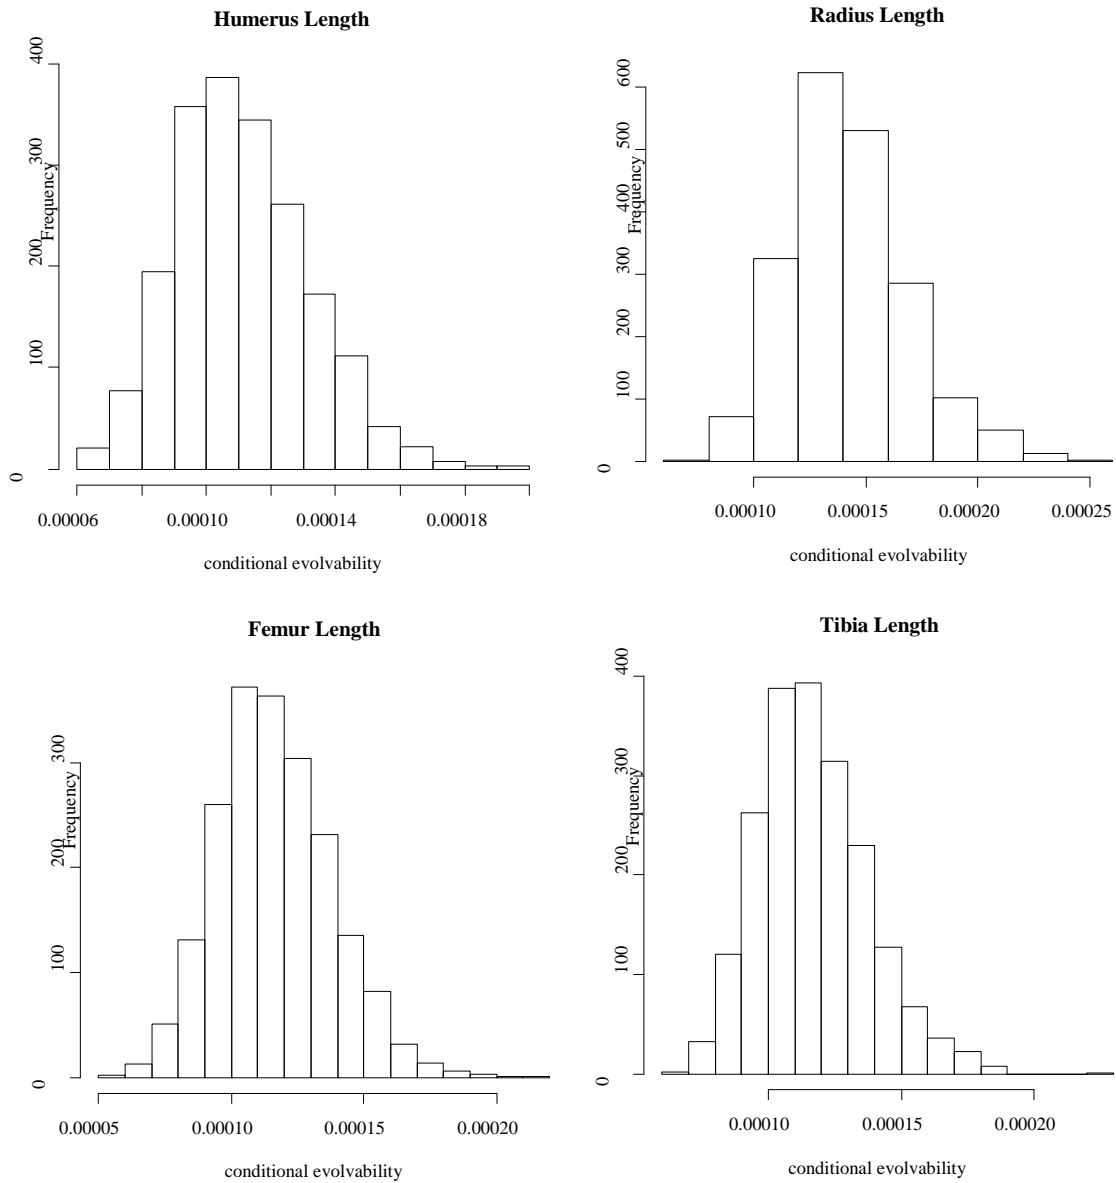 Humerus Length
Frequency
400
300
200
100
0
0.00006 0.00010 0.00014 0.00018
conditional evolvability
Radius Length
Frequency
600
500
400
300
200
100
0
0.00010 0.00015 0.00020 0.00025
conditional evolvability
Femur Length
Frequency
300
200
100
0
0.00005 0.00010 0.00015 0.00020
conditional evolvability
Tibia Length
Frequency
400
300
200
100
0
0.00010 0.00015 0.00020
conditional evolvability